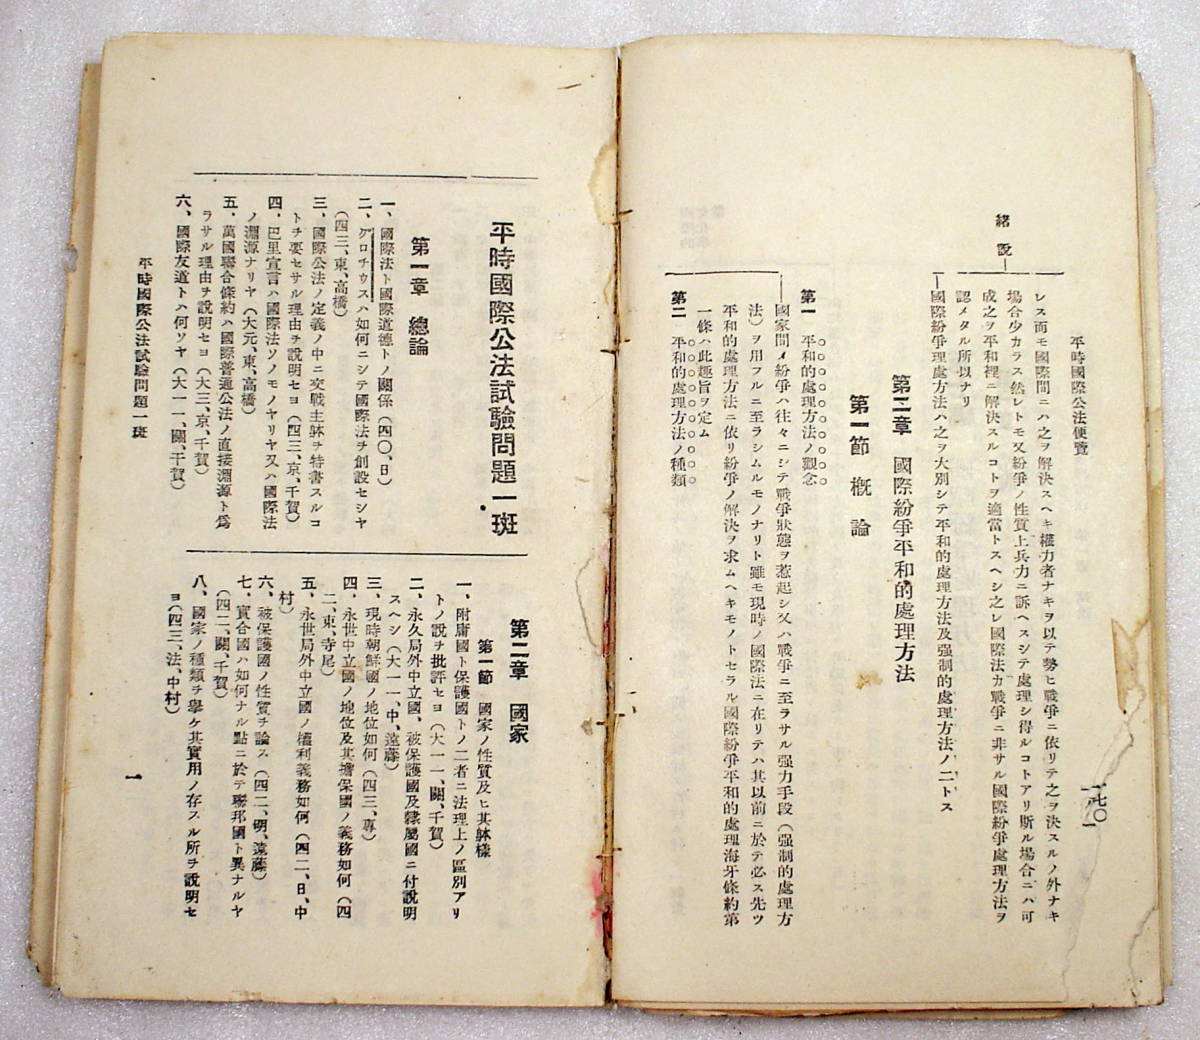 平時國際公法便覽
一七〇
緒説
レス而モ國際間ニハ之ヲ解決スヘキ權力者ナキヲ以テ勢ヒ戰爭ニ依リテ之ヲ決スルノ外ナキ
場合少カラス然レトモ又紛爭ノ性質上兵力ニ訴ヘスシテ處理シ得ルコトアリ斯ル場合ニハ可
成之ヲ平和裡ニ解決スルコトヲ適當トスヘシ之レ國際法カ戰爭ニ非サル國際紛爭處理方法ヲ
認メタル所以ナリ
國際紛爭理處方法ハ之ヲ大別シテ平和的處理方法及强制的處理方法ノ二トス
第二章 國際紛爭平和的處理方法
第一節 概論
第一 平和的處理方法ノ觀念
國家間ノ紛爭ハ往々ニシテ戰爭狀態ヲ惹起シ又ハ戰爭ニ至ラサル强力手段(强制的處理方
法)ヲ用フルニ至ラシムルモノナリト雖モ現時ノ國際法ニ在リテハ其以前ニ於テ必ス先ツ
平和的處理方法ニ依リ紛爭ノ解決ヲ求ムヘキモノトセラル國際紛爭平和的處理海牙條約第
一條ハ此趣旨ヲ定ム
第二 平和的處理方法ノ種類
平時國際公法試驗問題一班
第一章 總論
一、國際法ト國際道德トノ關係(四〇、日)
二、グロチウスハ如何ニシテ國際法ヲ創設セシヤ
(四三、東、高橋)
三、國際公法ノ定義ノ中ニ交戰主躰ヲ特書スルコ
トヲ要セサル理由ヲ説明セヨ(四三、京、千賀)
四、巴里宣言ハ國際法ソノモノヤリヤ又ハ國際法
ノ淵源ナリヤ(大元、東、高橋)
五、萬國聯合條約ハ國際普通公法ノ直接淵源ト爲
ラサル理由ヲ説明セヨ(大三、京、千賀)
六、國際友道トハ何ソヤ(大一一、關、千賀)
第二章 國家
第一節 國家ノ性質及ヒ其躰樣
一、附庸國ト保護國トノ二者ニ法理上ノ區別アリ
トノ説ヲ批評セヨ(大一一、關、千賀)
二、永久局外中立國、被保護國及隸屬國ニ付説明
スヘシ(大一一、中、遠藤)
三、現時朝鮮國ノ地位如何(四三、專)
四、永世中立國ノ地位及其擔保國ノ義務如何(四
二、東、寺尾)
五、永世局外中立國ノ權利義務如何(四二、日、中
村)
六、被保護國ノ性質ヲ論ス(四二、明、遠藤)
七、實合國ハ如何ナル點ニ於テ聯邦國ト異ナルヤ
(四二、關、千賀)
八、國家ノ種類ヲ擧ケ其實用ノ存スル所ヲ説明セ
ヨ(四三、法、中村)
平時國際公法試驗問題一班
一